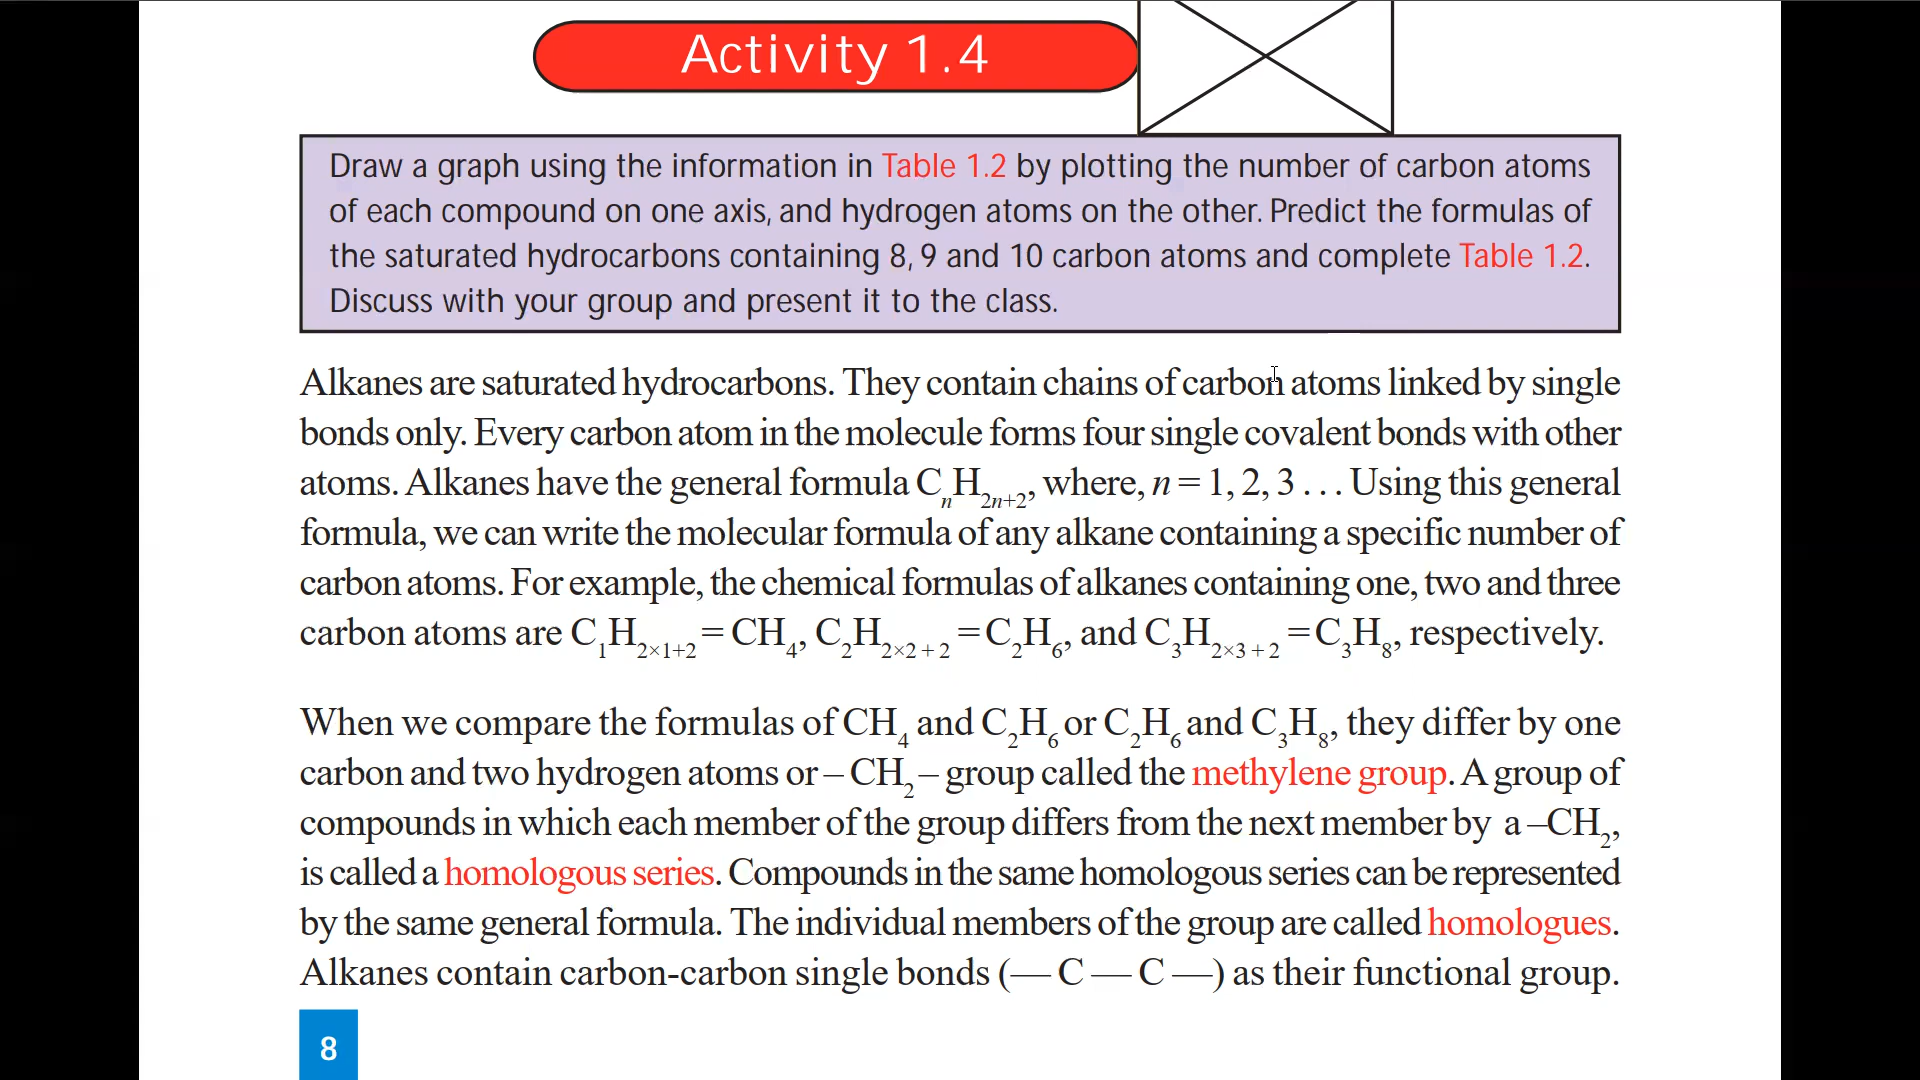 Activity 1.4
Draw a graph using the information in Table 1.2 by plotting the number of carbon atoms
of each compound on one axis, and hydrogen atoms on the other. Predict the formulas of
the saturated hydrocarbons containing 8, 9 and 10 carbon atoms and complete Table 1.2.
Discuss with your group and present it to the class.
Alkanes are saturated hydrocarbons. They contain chains of carbon atoms linked by single
bonds only. Every carbon atom in the molecule forms four single covalent bonds with other
atoms. Alkanes have the general formula CₙH₂ₙ₊₂, where, n = 1, 2, 3 . . . Using this general
formula, we can write the molecular formula of any alkane containing a specific number of
carbon atoms. For example, the chemical formulas of alkanes containing one, two and three
carbon atoms are C₁H₂ₓ₁₊₂ = CH₄, C₂H₂ₓ₂ ₊ ₂ = C₂H₆, and C₃H₂ₓ₃ ₊ ₂ = C₃H₈, respectively.
When we compare the formulas of CH₄ and C₂H₆ or C₂H₆ and C₃H₈, they differ by one
carbon and two hydrogen atoms or – CH₂ – group called the methylene group. A group of
compounds in which each member of the group differs from the next member by a –CH₂,
is called a homologous series. Compounds in the same homologous series can be represented
by the same general formula. The individual members of the group are called homologues.
Alkanes contain carbon-carbon single bonds (— C — C —) as their functional group.
8